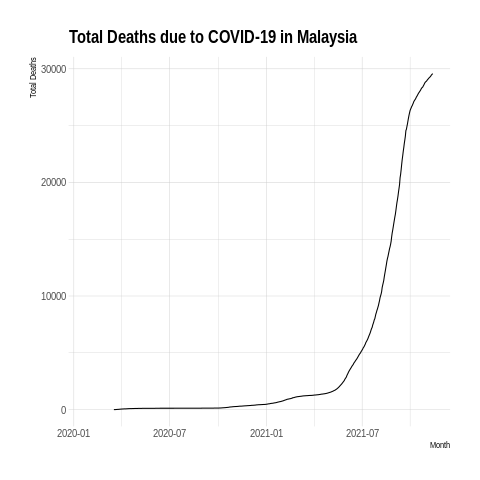 Total Deaths due to COVID-19 in Malaysia
Total Deaths
30000
20000
10000
0
2020-01 2020-07 2021-01 2021-07
Month